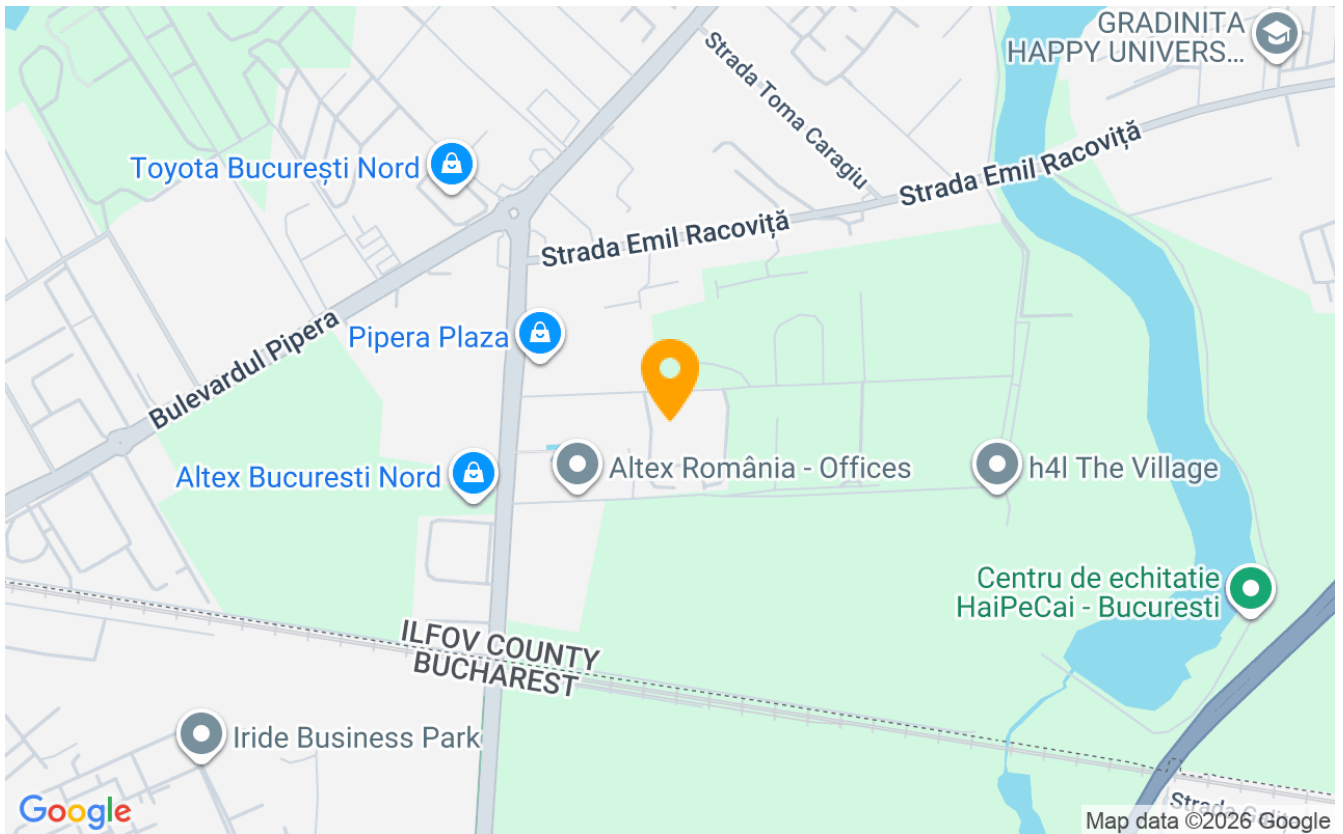 GRADINITA
HAPPY UNIVERS...
Strada Toma Caragiu
Toyota București Nord
Strada Emil Racoviță
Strada Emil Racoviță
Bulevardul Pipera
Pipera Plaza
Altex Bucuresti Nord
Altex România - Offices
h4l The Village
Centru de echitatie
HaiPeCai - Bucuresti
ILFOV COUNTY
BUCHAREST
Iride Business Park
Google
Strada
Map data ©2026 Google